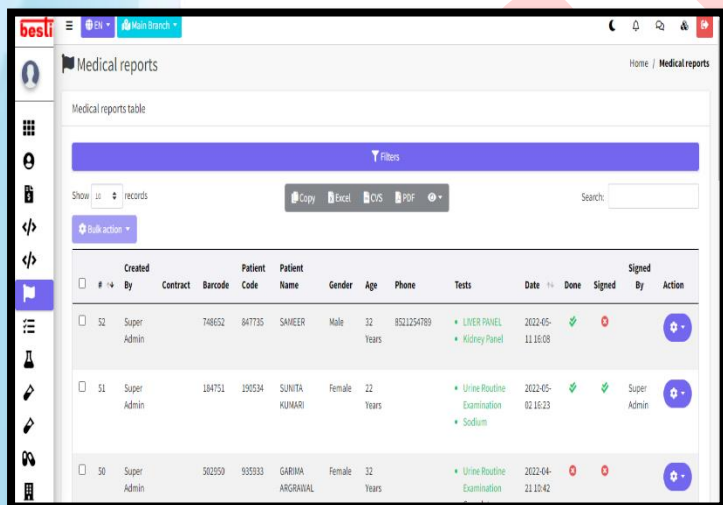 besti
EN Main Branch
Medical reports
Home / Medical reports
Medical reports table
Filters
Show 10 records
Copy Excel CVS PDF
Search:
Bulk action
# Created By Contract Barcode Patient Code Patient Name Gender Age Phone Tests Date Done Signed Signed By Action
52 Super Admin 748652 847735 SAMEER Male 32 Years 8521254789
LIVER PANEL
Kidney Panel
2022-05-11 16:08
51 Super Admin 184751 190534 SUNITA KUMARI Female 22 Years
Urine Routine Examination
Sodium
2022-05-02 16:23
Super Admin
50 Super Admin 502950 935933 GARIMA ARGRAWAL Female 32 Years
Urine Routine Examination
2022-04-21 10:42